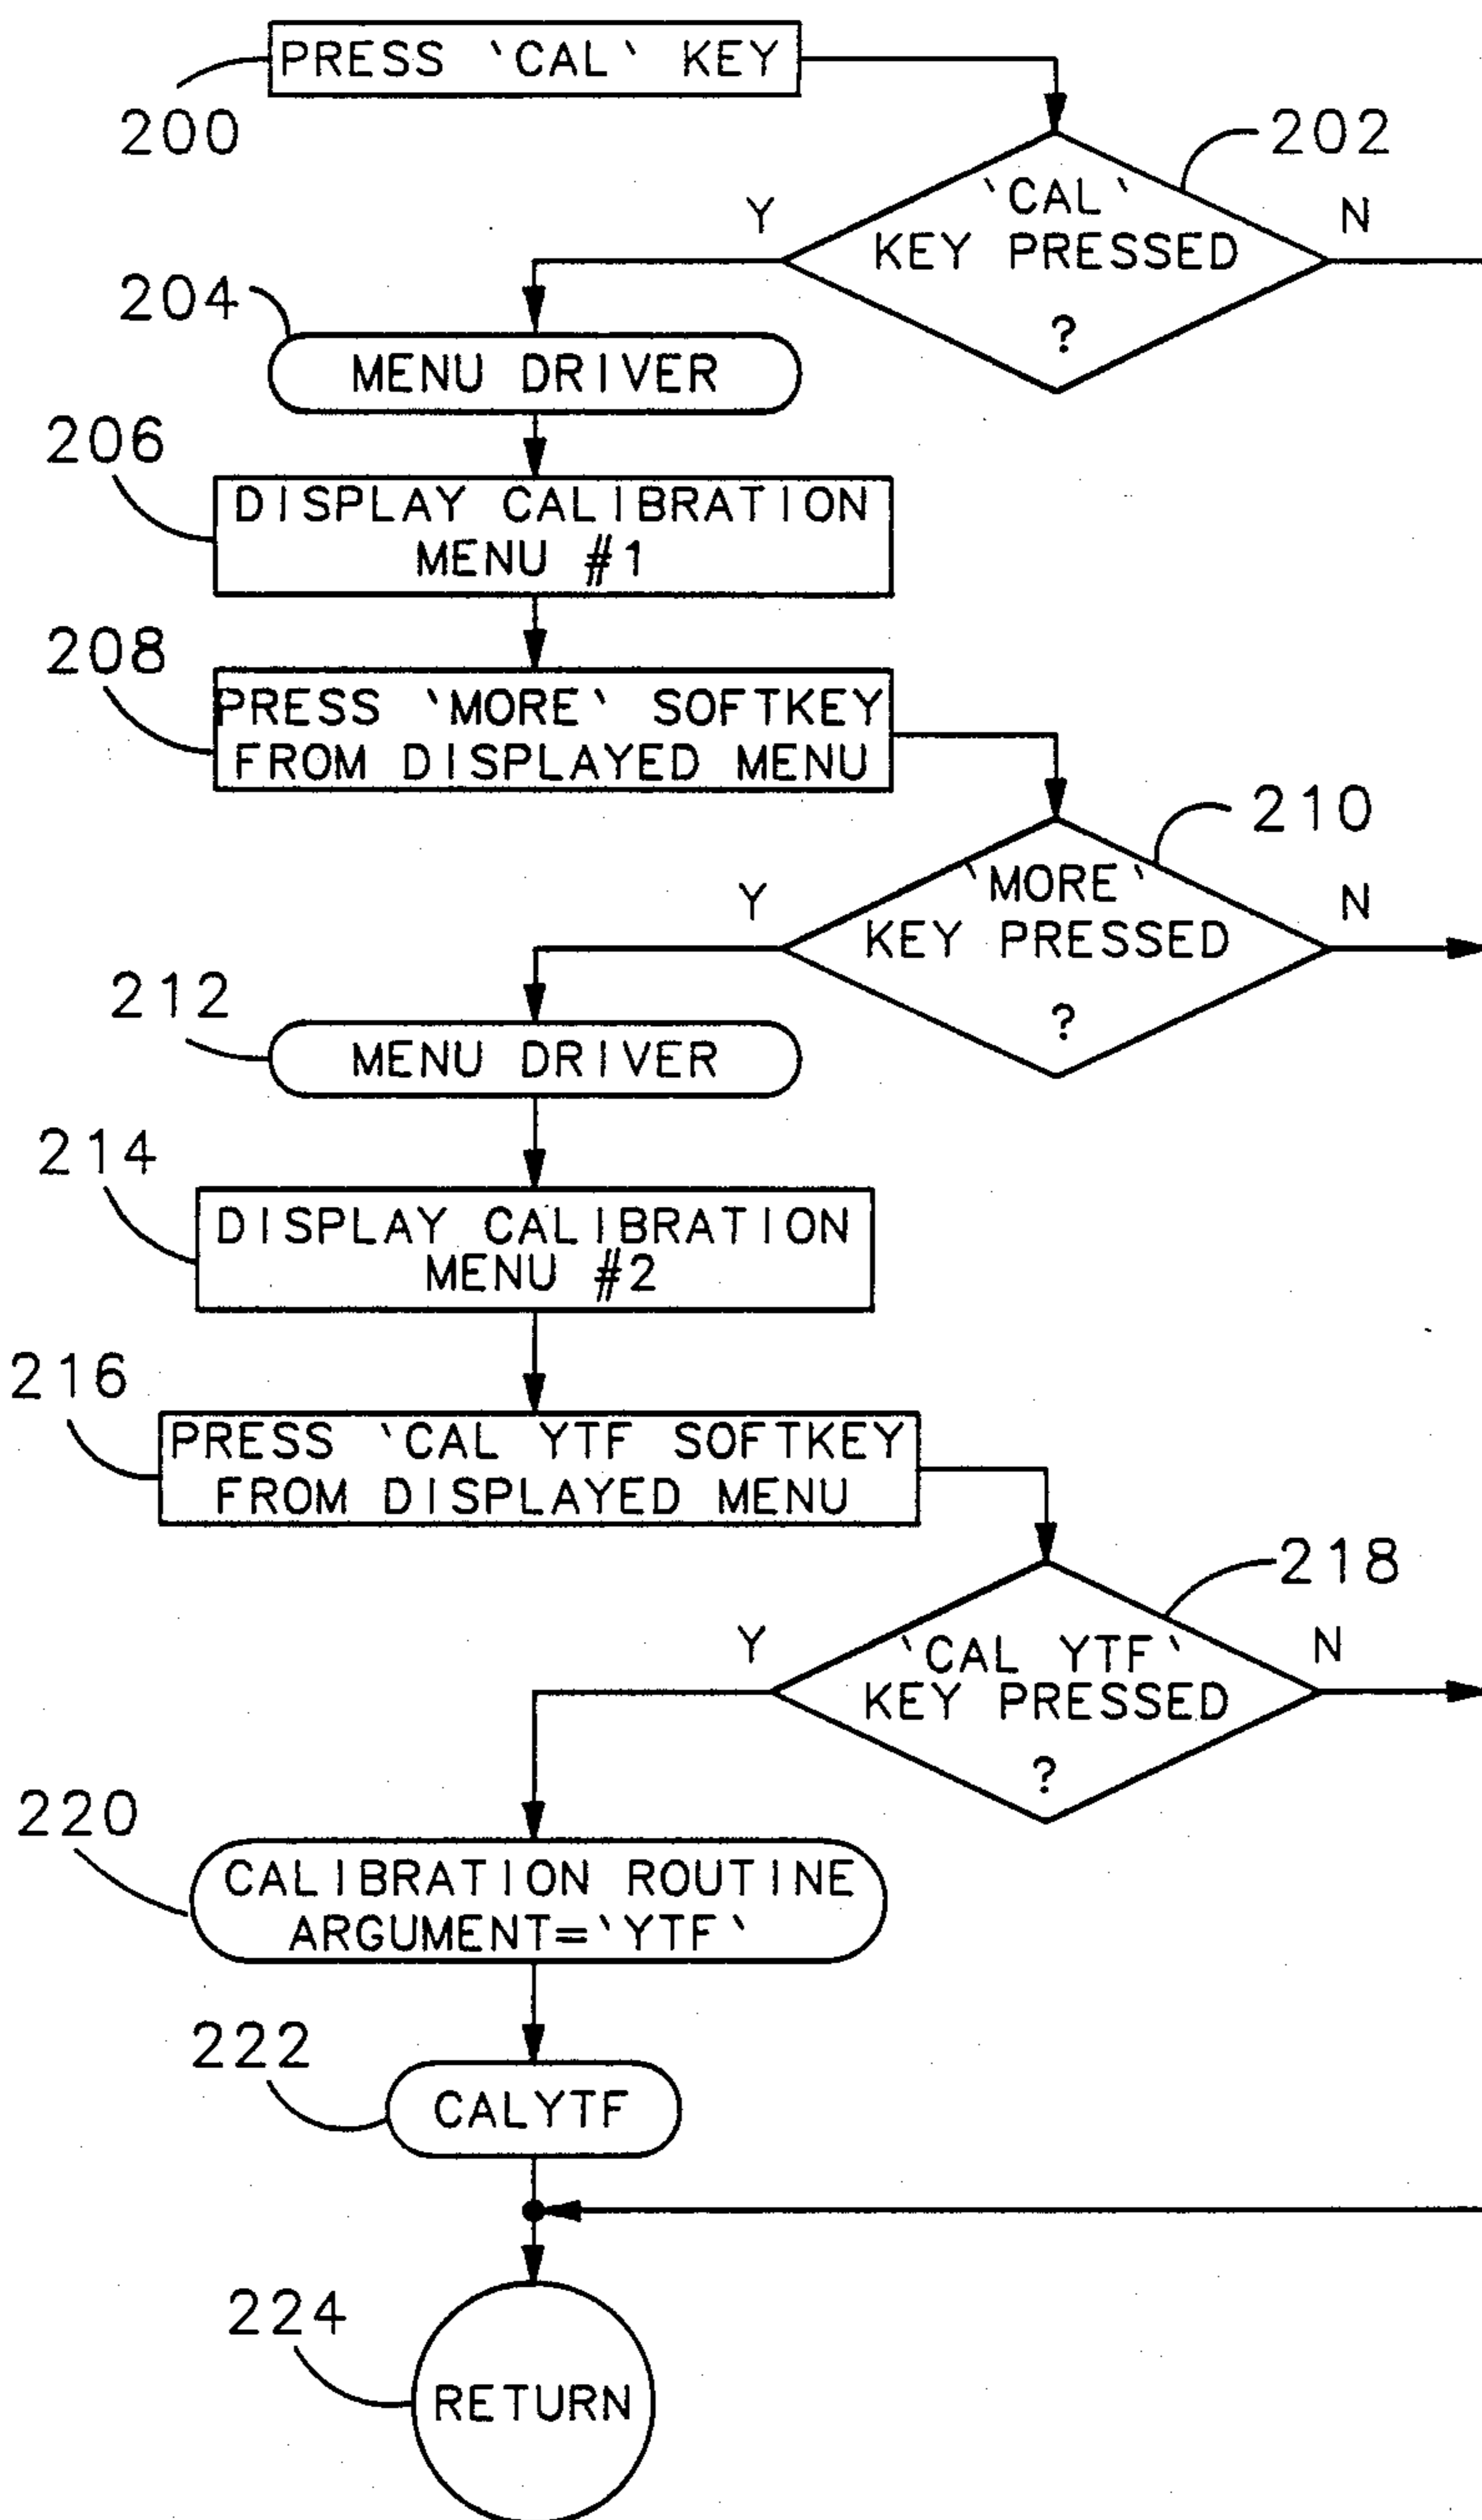 PRESS `CAL` KEY
200
202
`CAL`
KEY PRESSED
?
Y
N
204
MENU DRIVER
206
DISPLAY CALIBRATION
MENU #1
208
PRESS `MORE` SOFTKEY
FROM DISPLAYED MENU
210
`MORE`
KEY PRESSED
?
Y
N
212
MENU DRIVER
214
DISPLAY CALIBRATION
MENU #2
216
PRESS `CAL YTF SOFTKEY
FROM DISPLAYED MENU
218
`CAL YTF`
KEY PRESSED
?
Y
N
220
CALIBRATION ROUTINE
ARGUMENT=`YTF`
222
CALYTF
224
RETURN